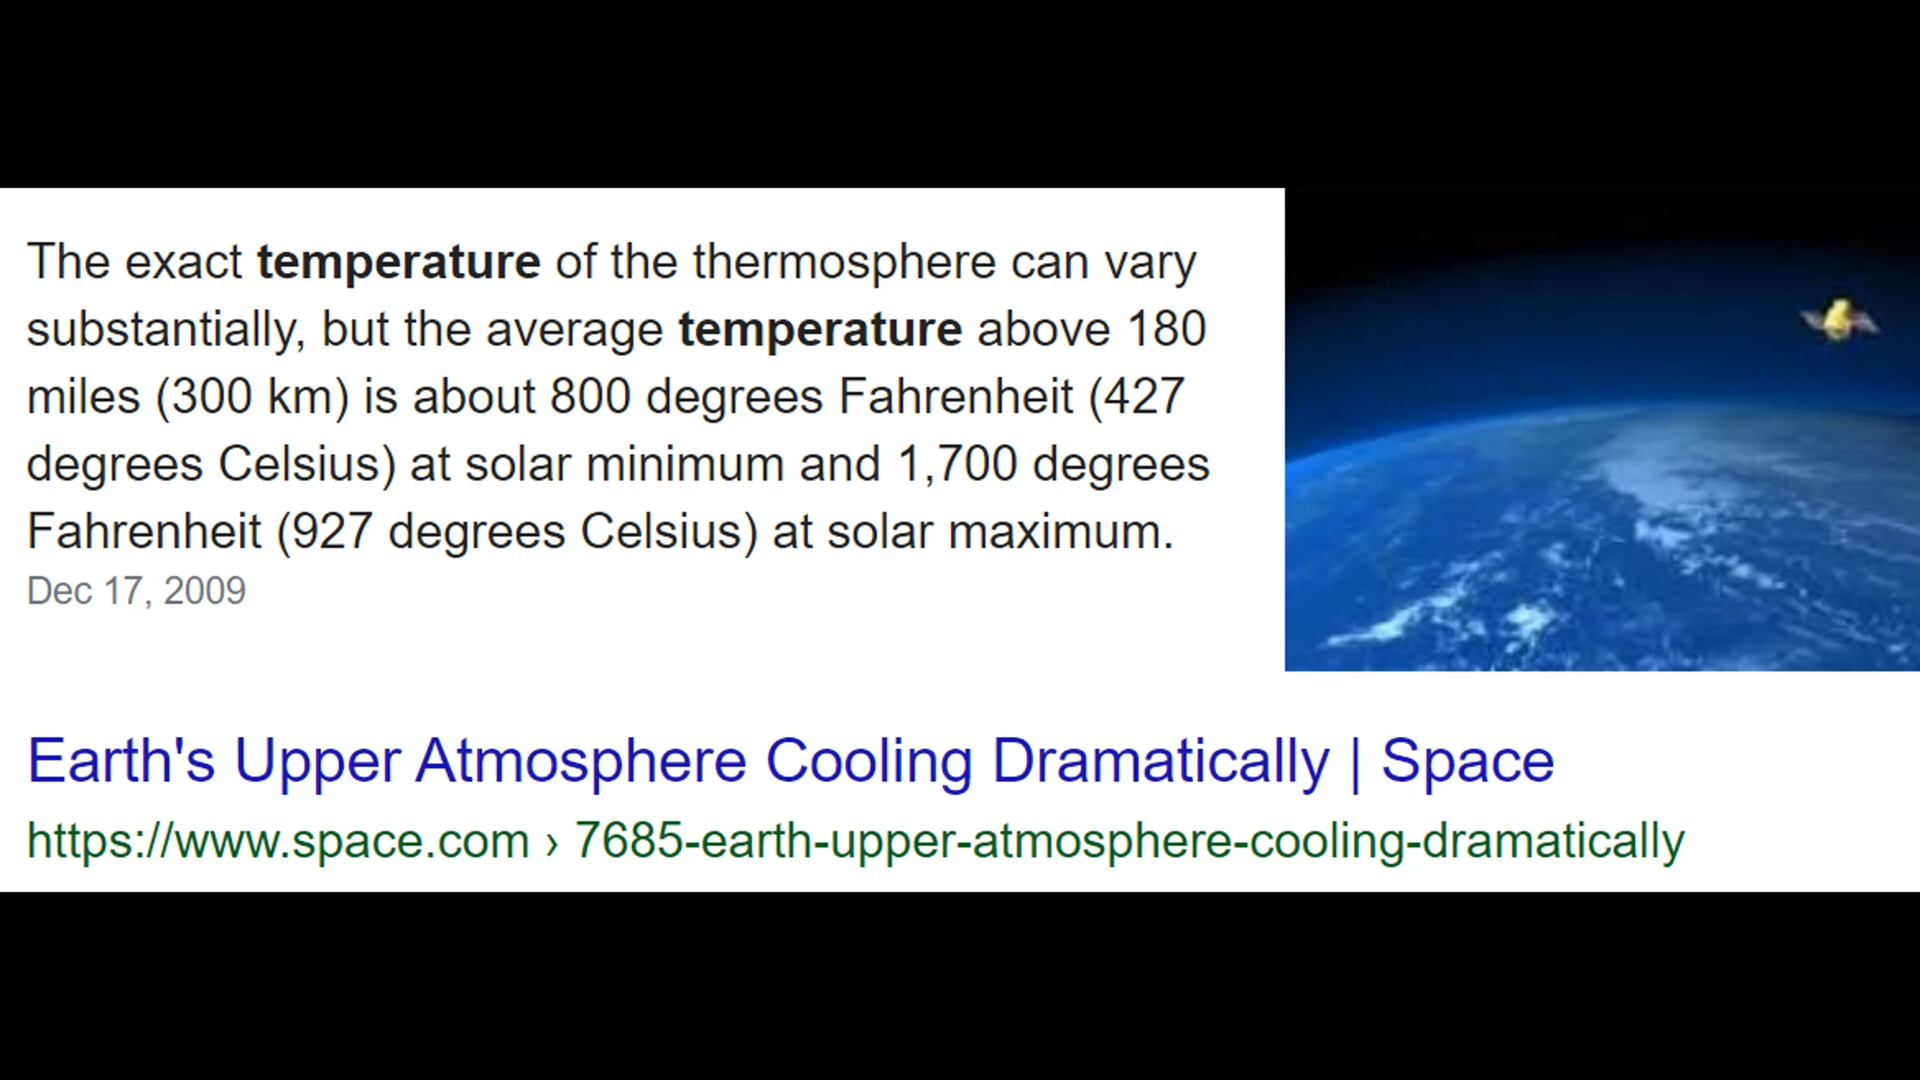 The exact temperature of the thermosphere can vary
substantially, but the average temperature above 180
miles (300 km) is about 800 degrees Fahrenheit (427
degrees Celsius) at solar minimum and 1,700 degrees
Fahrenheit (927 degrees Celsius) at solar maximum.
Dec 17, 2009
Earth's Upper Atmosphere Cooling Dramatically | Space
https://www.space.com › 7685-earth-upper-atmosphere-cooling-dramatically